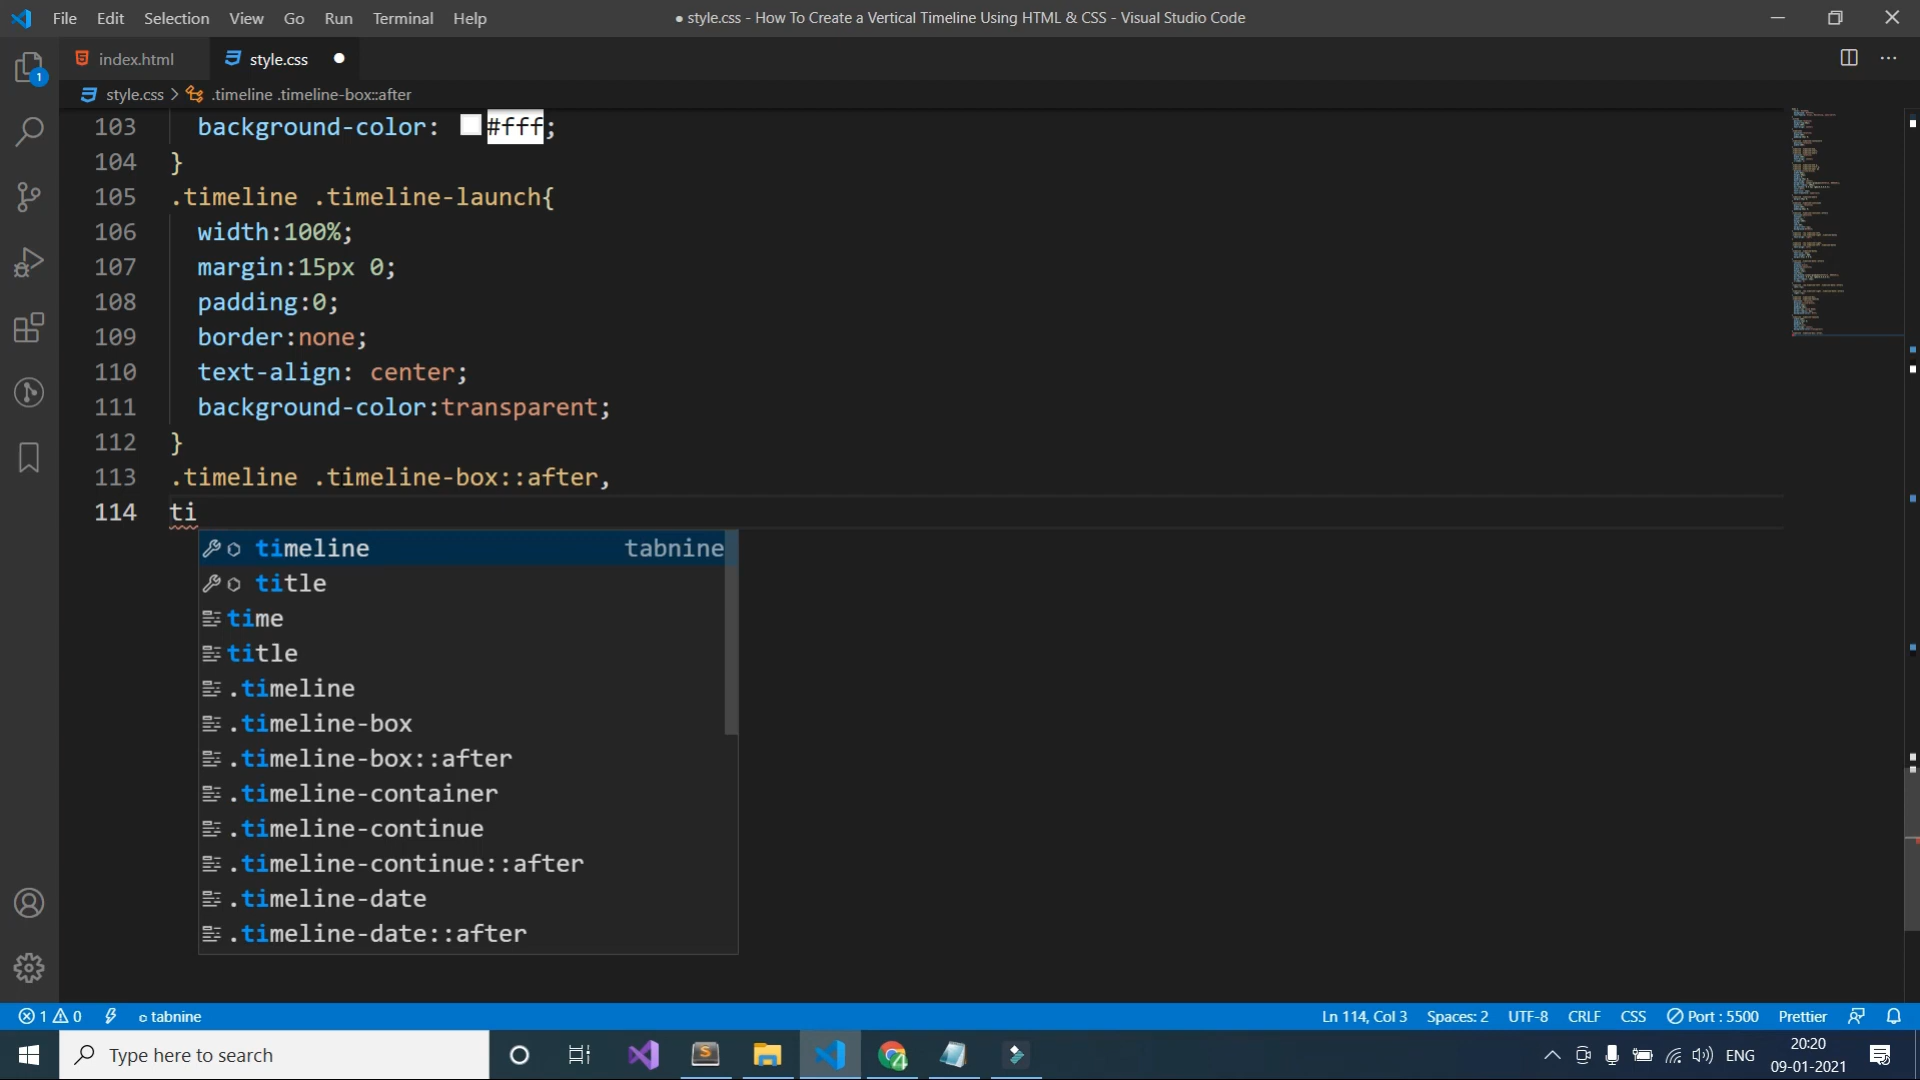 File Edit Selection View Go Run Terminal Help ● style.css - How To Create a Vertical Timeline Using HTML & CSS - Visual Studio Code
index.html style.css ●
style.css > .timeline .timeline-box::after
1
103 background-color: #fff;
104 }
105 .timeline .timeline-launch{
106 width:100%;
107 margin:15px 0;
108 padding:0;
109 border:none;
110 text-align: center;
111 background-color:transparent;
112 }
113 .timeline .timeline-box::after,
114 ti
timeline tabnine
title
time
title
.timeline
.timeline-box
.timeline-box::after
.timeline-container
.timeline-continue
.timeline-continue::after
.timeline-date
.timeline-date::after
1 0 tabnine Ln 114, Col 3 Spaces: 2 UTF-8 CRLF CSS Port : 5500 Prettier
Type here to search ENG 20:20
09-01-2021